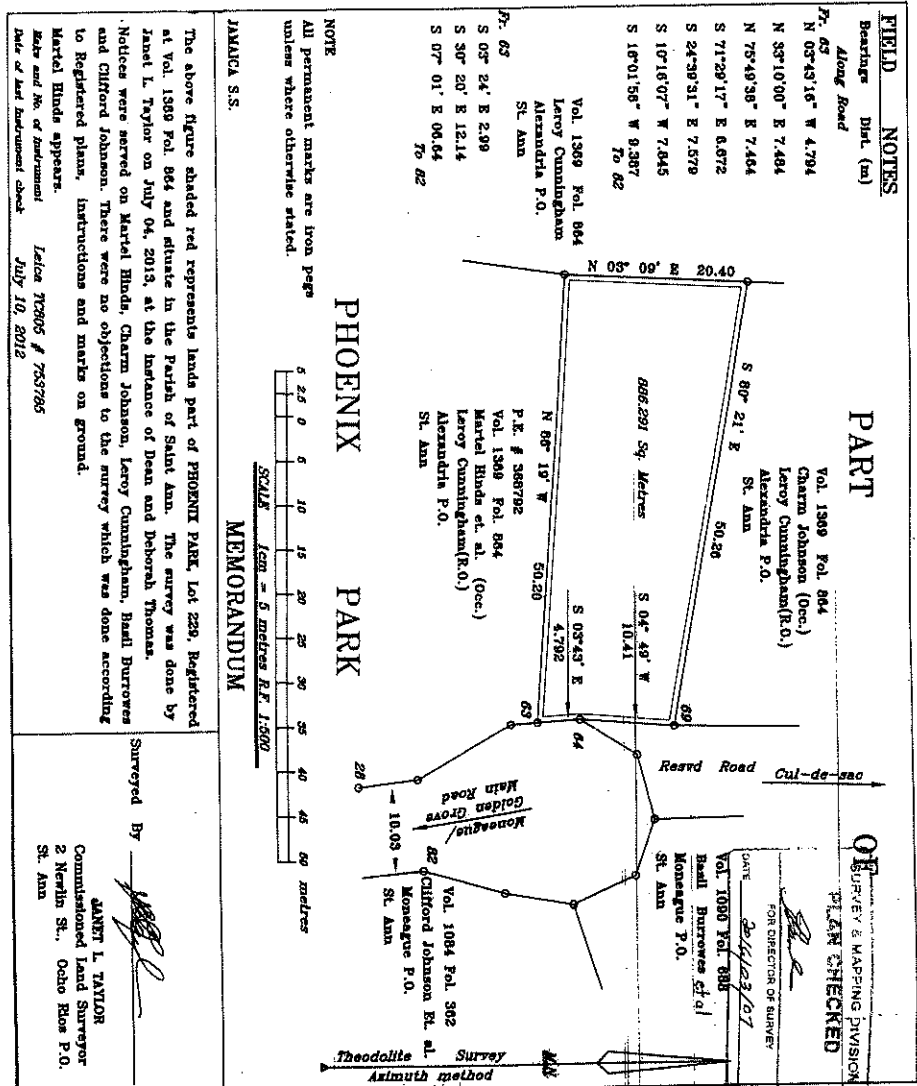 FIELD NOTES
Bearings Dist. (m)
Along Road
Fr. 63
N 03°43'16" W 4.794
N 33°10'00" E 7.484
N 75°49'38" E 7.464
S 71°29'17" E 6.672
S 24°39'31" E 7.579
S 10°16'07" W 7.845
S 16°01'58" W 9.387
To 82
Fr. 63
S 03° 24' E 2.99
S 30° 20' E 12.14
S 07° 01' E 06.64
To 82
NOTE
All permanent marks are iron pegs
unless where otherwise stated.
JAMAICA S.S.
PART
OF
PHOENIX PARK
Vol. 1369 Fol. 864
Charm Johnson (Occ.)
Leroy Cunningham(R.O.)
Alexandria P.O.
St. Ann
Vol. 1369 Fol. 864
Leroy Cunningham
Alexandria P.O.
St. Ann
N 03° 09' E 20.40
S 80° 21' E 50.26
886.291 Sq. Metres
S 04° 49' W
10.41
S 03°43' E
4.792
N 86° 19' W 50.20
P.E. # 368792
Vol. 1369 Fol. 864
Martel Hinds et. al. (Occ.)
Leroy Cunningham(R.O.)
Alexandria P.O.
St. Ann
69
64
63
28
82
Resvd Road
Cul-de-sac
Moneague/
Golden Grove
Main Road
10.03
SURVEY & MAPPING DIVISION
PLAN CHECKED
FOR DIRECTOR OF SURVEY
DATE 2014/03/07
Vol. 1090 Fol. 688
Basil Burrowes et al
Moneague P.O.
St. Ann
Vol. 1084 Fol. 362
Clifford Johnson Et. al.
Moneague P.O.
St. Ann
MN
Theodolite Survey
Azimuth method
5 2.5 0 5 10 15 20 25 30 35 40 45 50 metres
SCALE 1cm = 5 metres R.F. 1:500
MEMORANDUM
The above figure shaded red represents lands part of PHOENIX PARK, Lot 229, Registered
at Vol. 1369 Fol. 864 and situate in the Parish of Saint Ann. The survey was done by
Janet L. Taylor on July 04, 2013, at the instance of Dean and Deborah Thomas.
Notices were served on Martel Hinds, Charm Johnson, Leroy Cunningham, Basil Burrowes
and Clifford Johnson. There were no objections to the survey which was done according
to Registered plans, instructions and marks on ground.
Martel Hinds appears.
Make and No. of instrument Leica TC805 # 753785
Date of last instrument check July 10, 2012
Surveyed By
JANET L. TAYLOR
Commissioned Land Surveyor
2 Newlin St., Ocho Rios P.O.
St. Ann